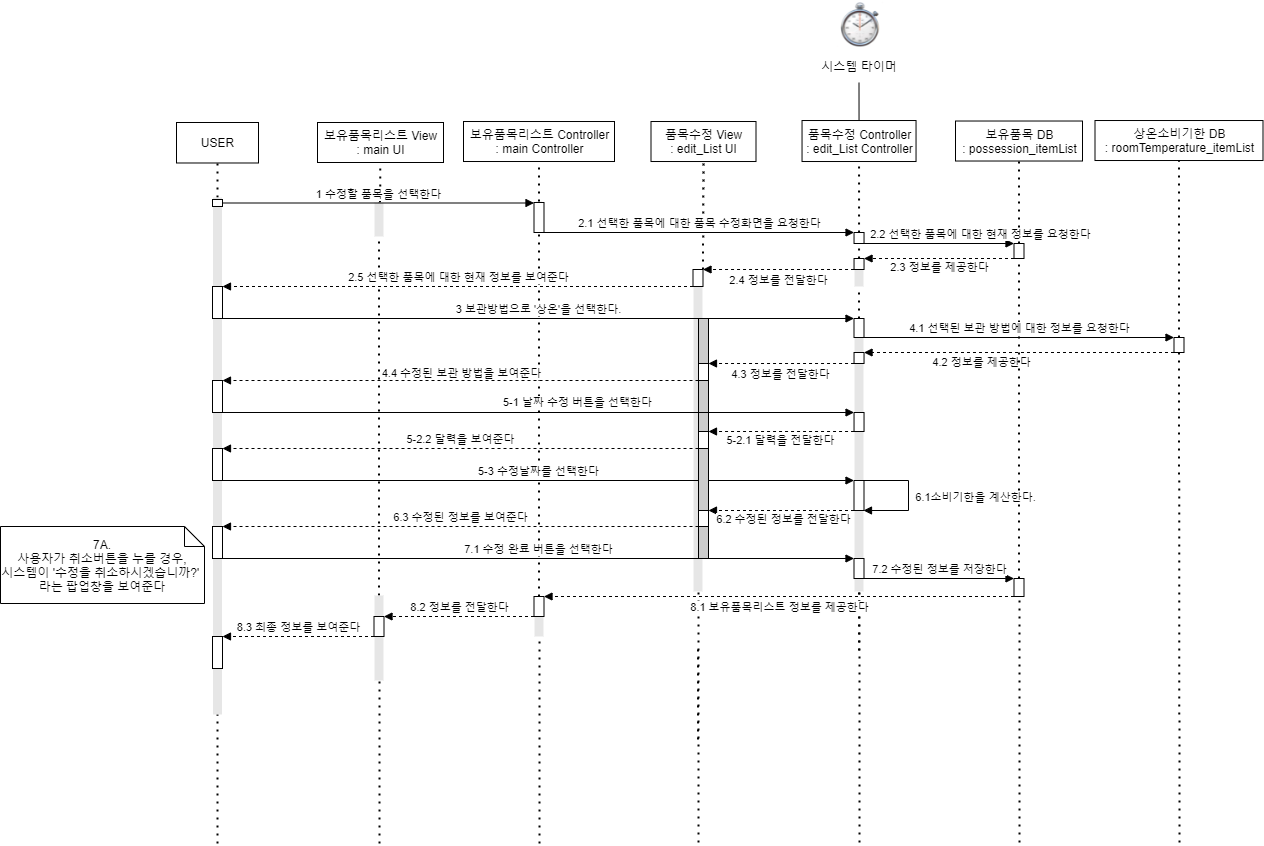 시스템 타이머
USER
보유품목리스트 View
: main UI
보유품목리스트 Controller
: main Controller
품목수정 View
: edit_List UI
품목수정 Controller
: edit_List Controller
보유품목 DB
: possession_itemList
상온소비기한 DB
: roomTemperature_itemList
1 수정할 품목을 선택한다
2.1 선택한 품목에 대한 품목 수정화면을 요청한다
2.2 선택한 품목에 대한 현재 정보를 요청한다
2.3 정보를 제공한다
2.4 정보를 전달한다
2.5 선택한 품목에 대한 현재 정보를 보여준다
3 보관방법으로 '상온'을 선택한다.
4.1 선택된 보관 방법에 대한 정보를 요청한다
4.2 정보를 제공한다
4.3 정보를 전달한다
4.4 수정된 보관 방법을 보여준다
5-1 날짜 수정 버튼을 선택한다
5-2.1 달력을 전달한다
5-2.2 달력을 보여준다
5-3 수정날짜를 선택한다
6.1소비기한을 계산한다.
6.2 수정된 정보를 전달한다
6.3 수정된 정보를 보여준다
7A.
사용자가 취소버튼을 누를 경우,
시스템이 '수정을 취소하시겠습니까?'
라는 팝업창을 보여준다
7.1 수정 완료 버튼을 선택한다
7.2 수정된 정보를 저장한다
8.1 보유품목리스트 정보를 제공한다
8.2 정보를 전달한다
8.3 최종 정보를 보여준다